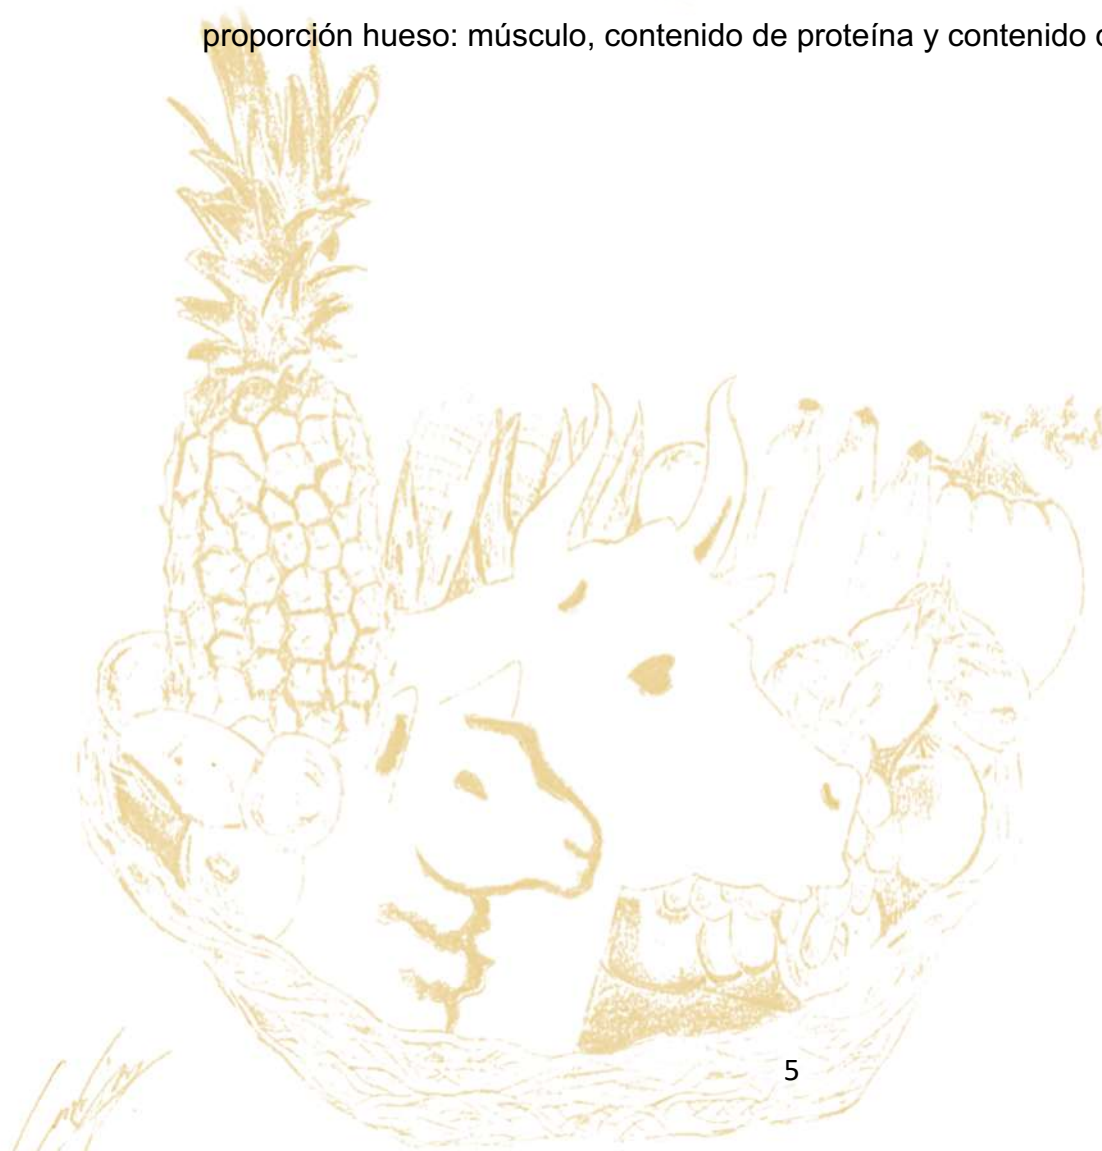 proporción hueso: músculo, contenido de proteína y contenido
5